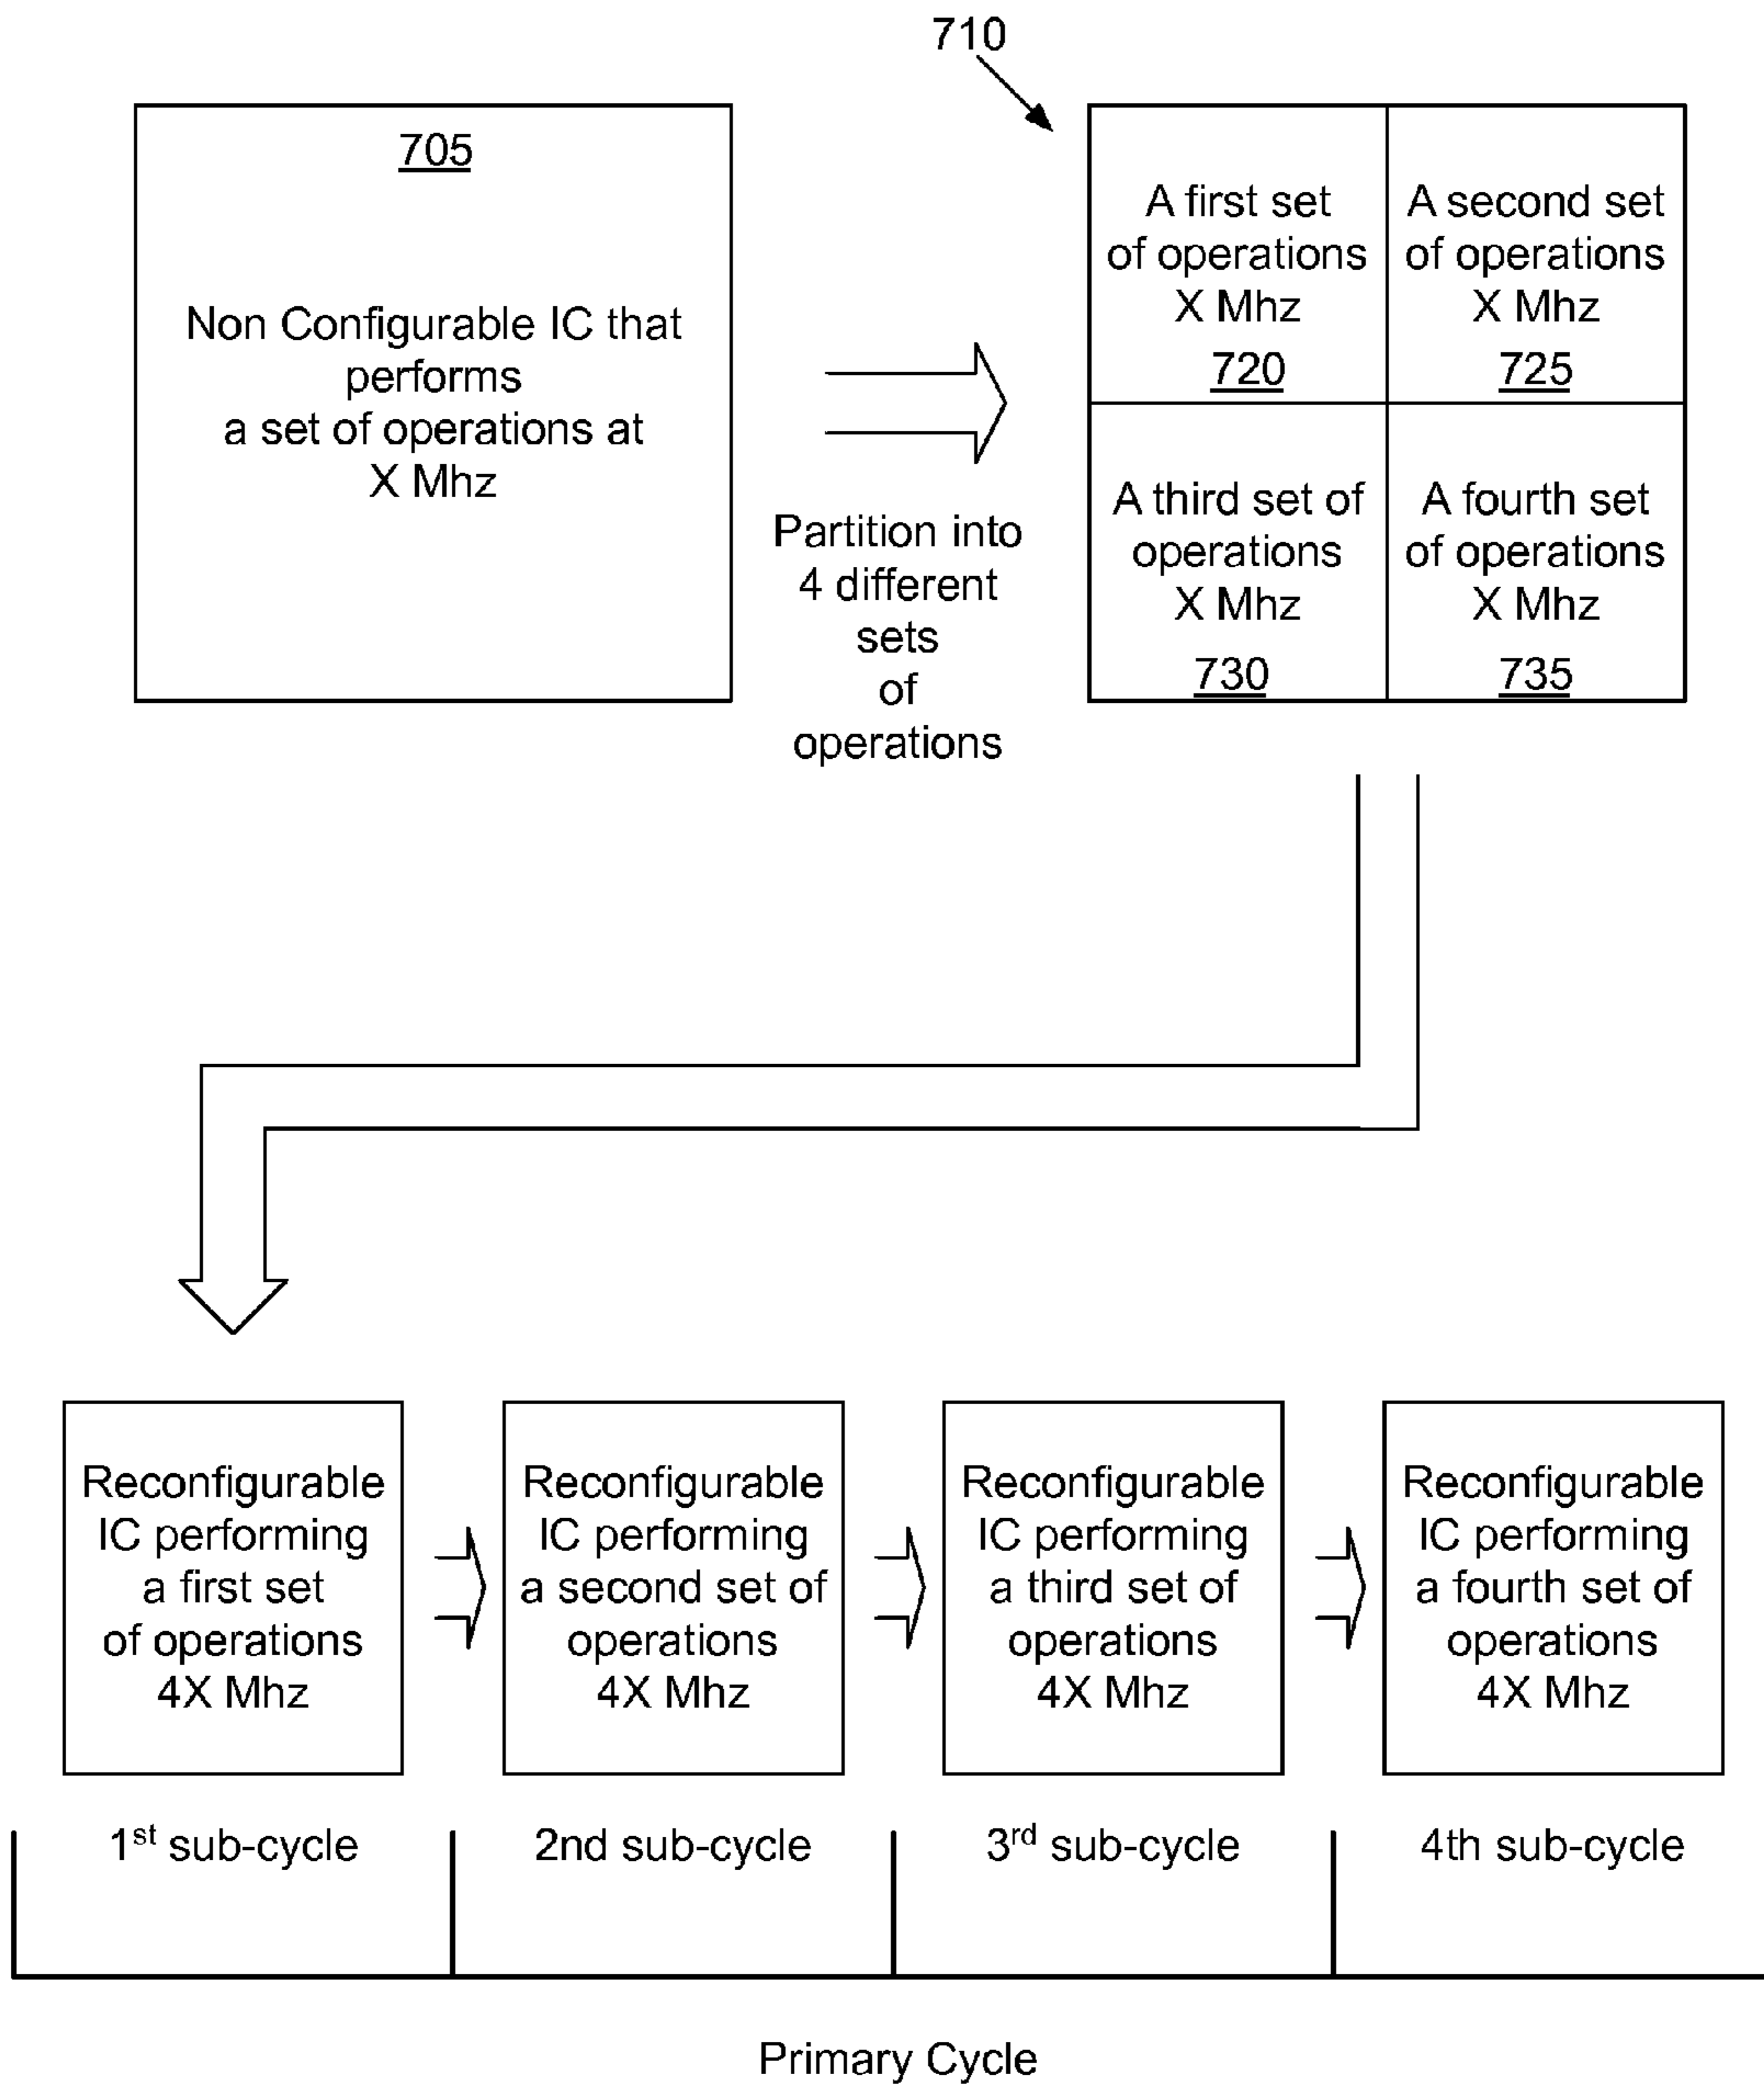 710
705
Non Configurable IC that
performs
a set of operations at
X Mhz
Partition into
4 different
sets
of
operations
A first set
of operations
X Mhz
720
A second set
of operations
X Mhz
725
A third set of
operations
X Mhz
730
A fourth set
of operations
X Mhz
735
Reconfigurable
IC performing
a first set
of operations
4X Mhz
Reconfigurable
IC performing
a second set of
operations
4X Mhz
Reconfigurable
IC performing
a third set of
operations
4X Mhz
Reconfigurable
IC performing
a fourth set of
operations
4X Mhz
1st sub-cycle
2nd sub-cycle
3rd sub-cycle
4th sub-cycle
Primary Cycle